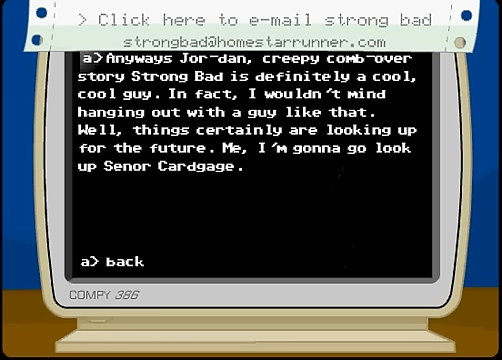 > Click here to e-mail strong bad
strongbad@homestarrunner.com
a>Anyways Jor-dan, creepy comb-over
story Strong Bad is definitely a cool,
cool guy. In fact, I wouldn't mind
hanging out with a guy like that.
Well, things certainly are looking up
for the future. Me, I'm gonna go look
up Senor Cardgage.
a> back
COMPY 386